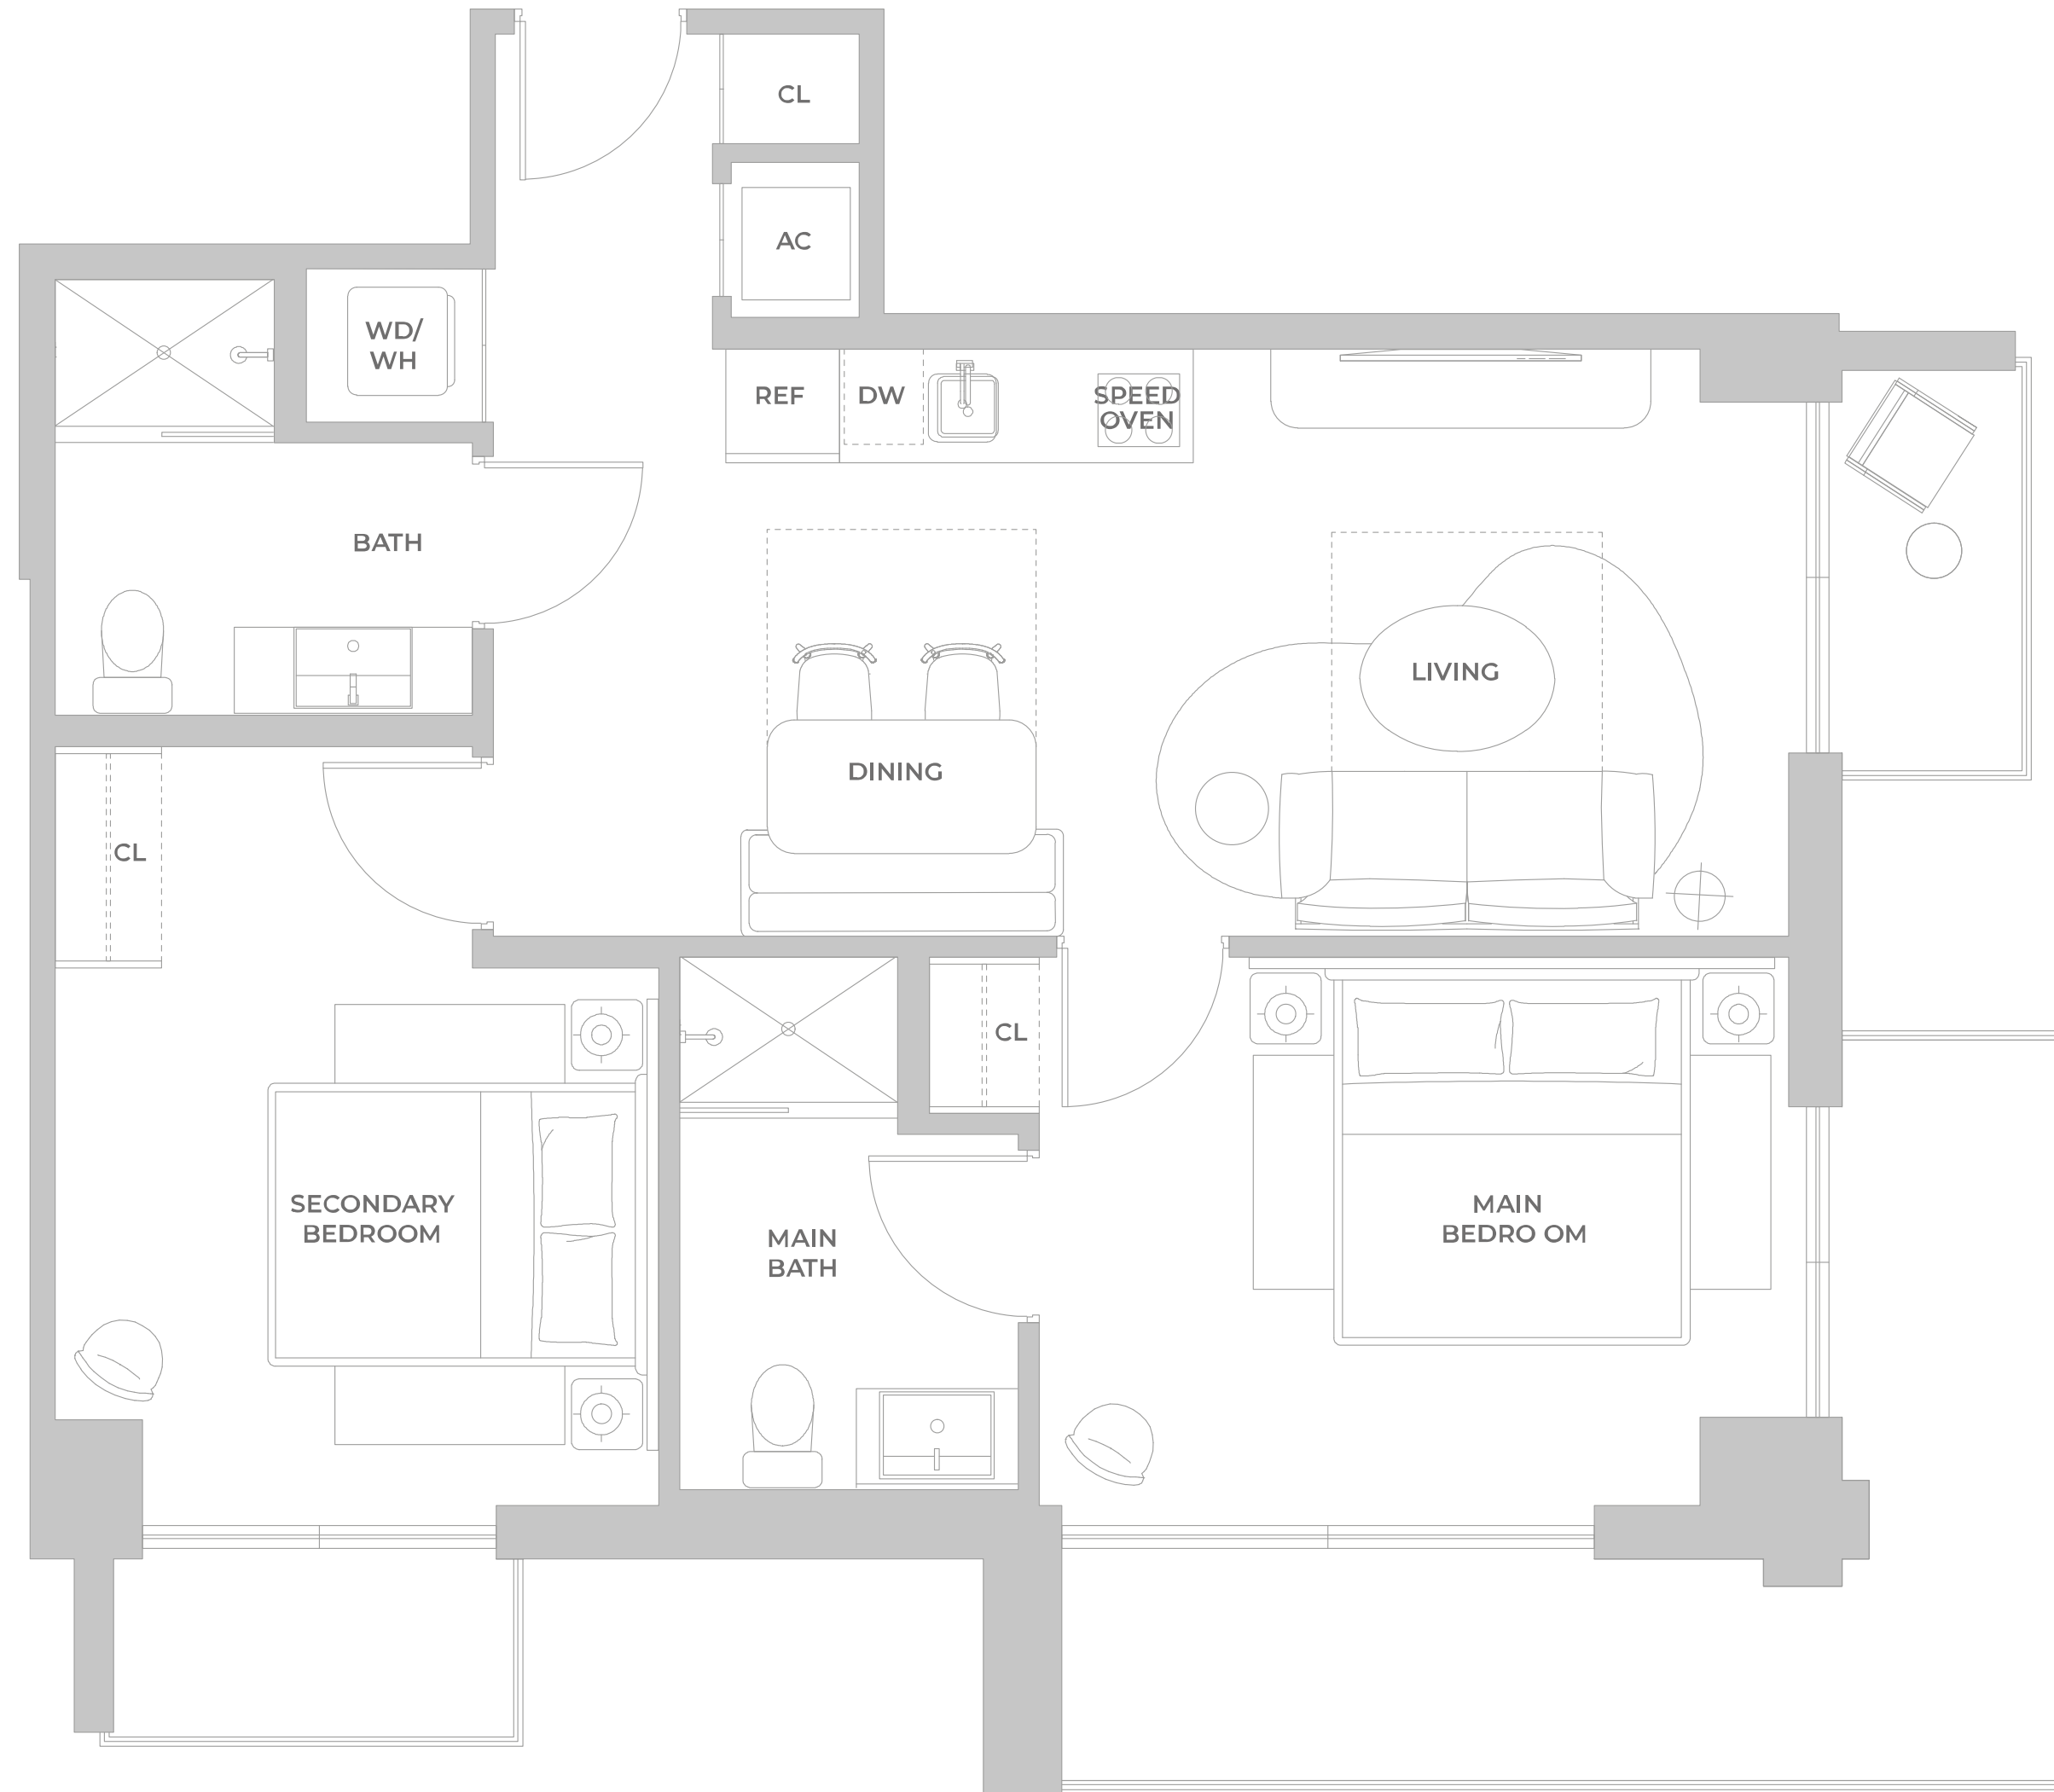 CL
AC
WD/
WH
REF
DW
SPEED
OVEN
BATH
LIVING
DINING
CL
CL
SECONDARY
BEDROOM
MAIN
BATH
MAIN
BEDRO OM